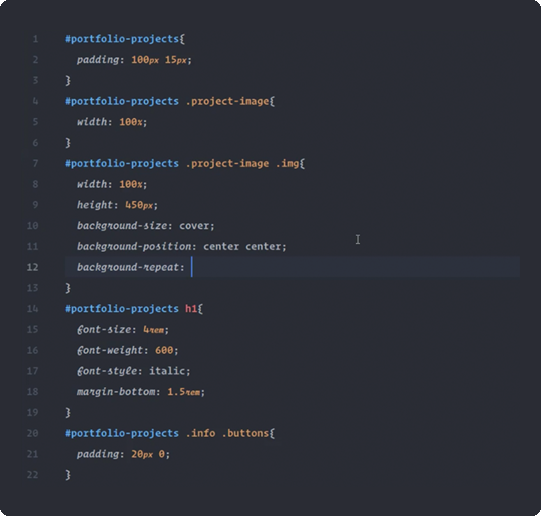 1 #portfolio-projects{
2 padding: 100px 15px;
3 }
4 #portfolio-projects .project-image{
5 width: 100%;
6 }
7 #portfolio-projects .project-image .img{
8 width: 100%;
9 height: 450px;
10 background-size: cover;
11 background-position: center center;
12 background-repeat:
13 }
14 #portfolio-projects h1{
15 font-size: 4rem;
16 font-weight: 600;
17 font-style: italic;
18 margin-bottom: 1.5rem;
19 }
20 #portfolio-projects .info .buttons{
21 padding: 20px 0;
22 }